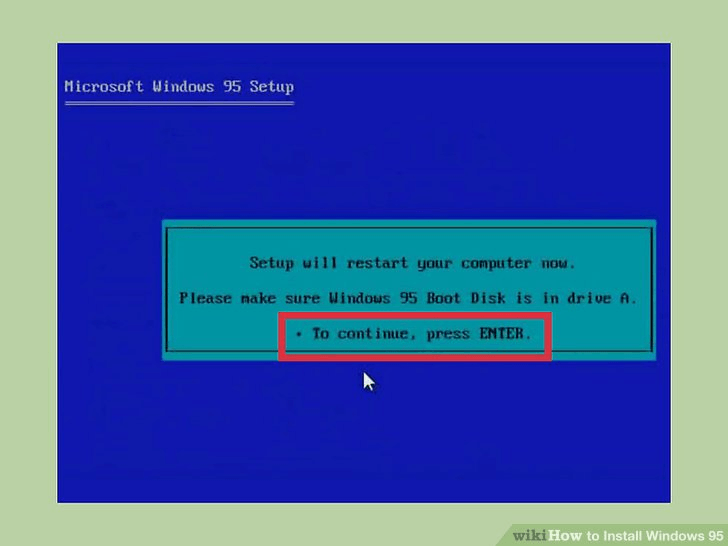 Microsoft Windows 95 Setup
Setup will restart your computer now.
Please make sure Windows 95 Boot Disk is in drive A.
• To continue, press ENTER.
wikiHow to Install Windows 95